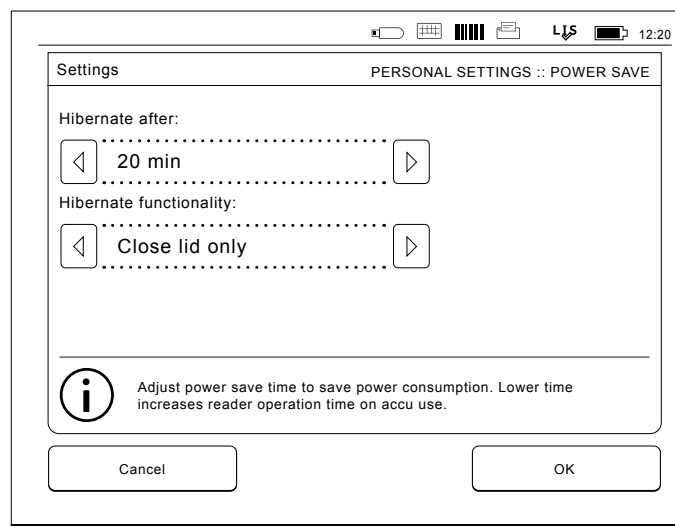 LIS 12:20
Settings PERSONAL SETTINGS :: POWER SAVE
Hibernate after:
20 min
Hibernate functionality:
Close lid only
Adjust power save time to save power consumption. Lower time
increases reader operation time on accu use.
Cancel OK